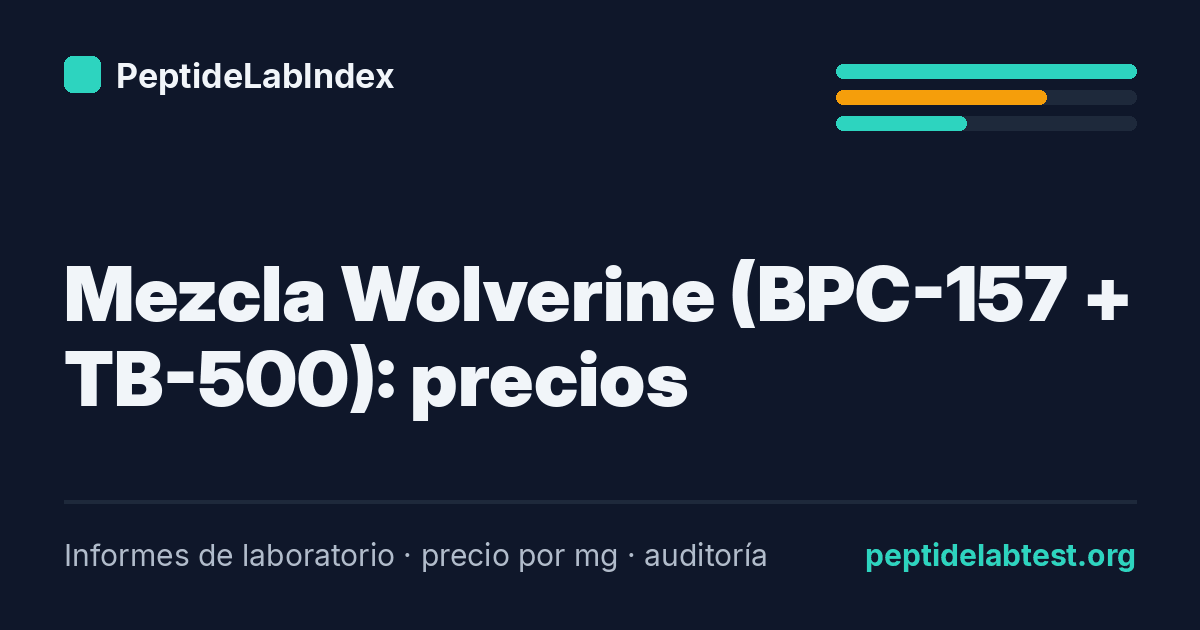 PeptideLabIndex
Mezcla Wolverine (BPC-157 +
TB-500): precios
Informes de laboratorio · precio por mg · auditoría
peptidelabtest.org